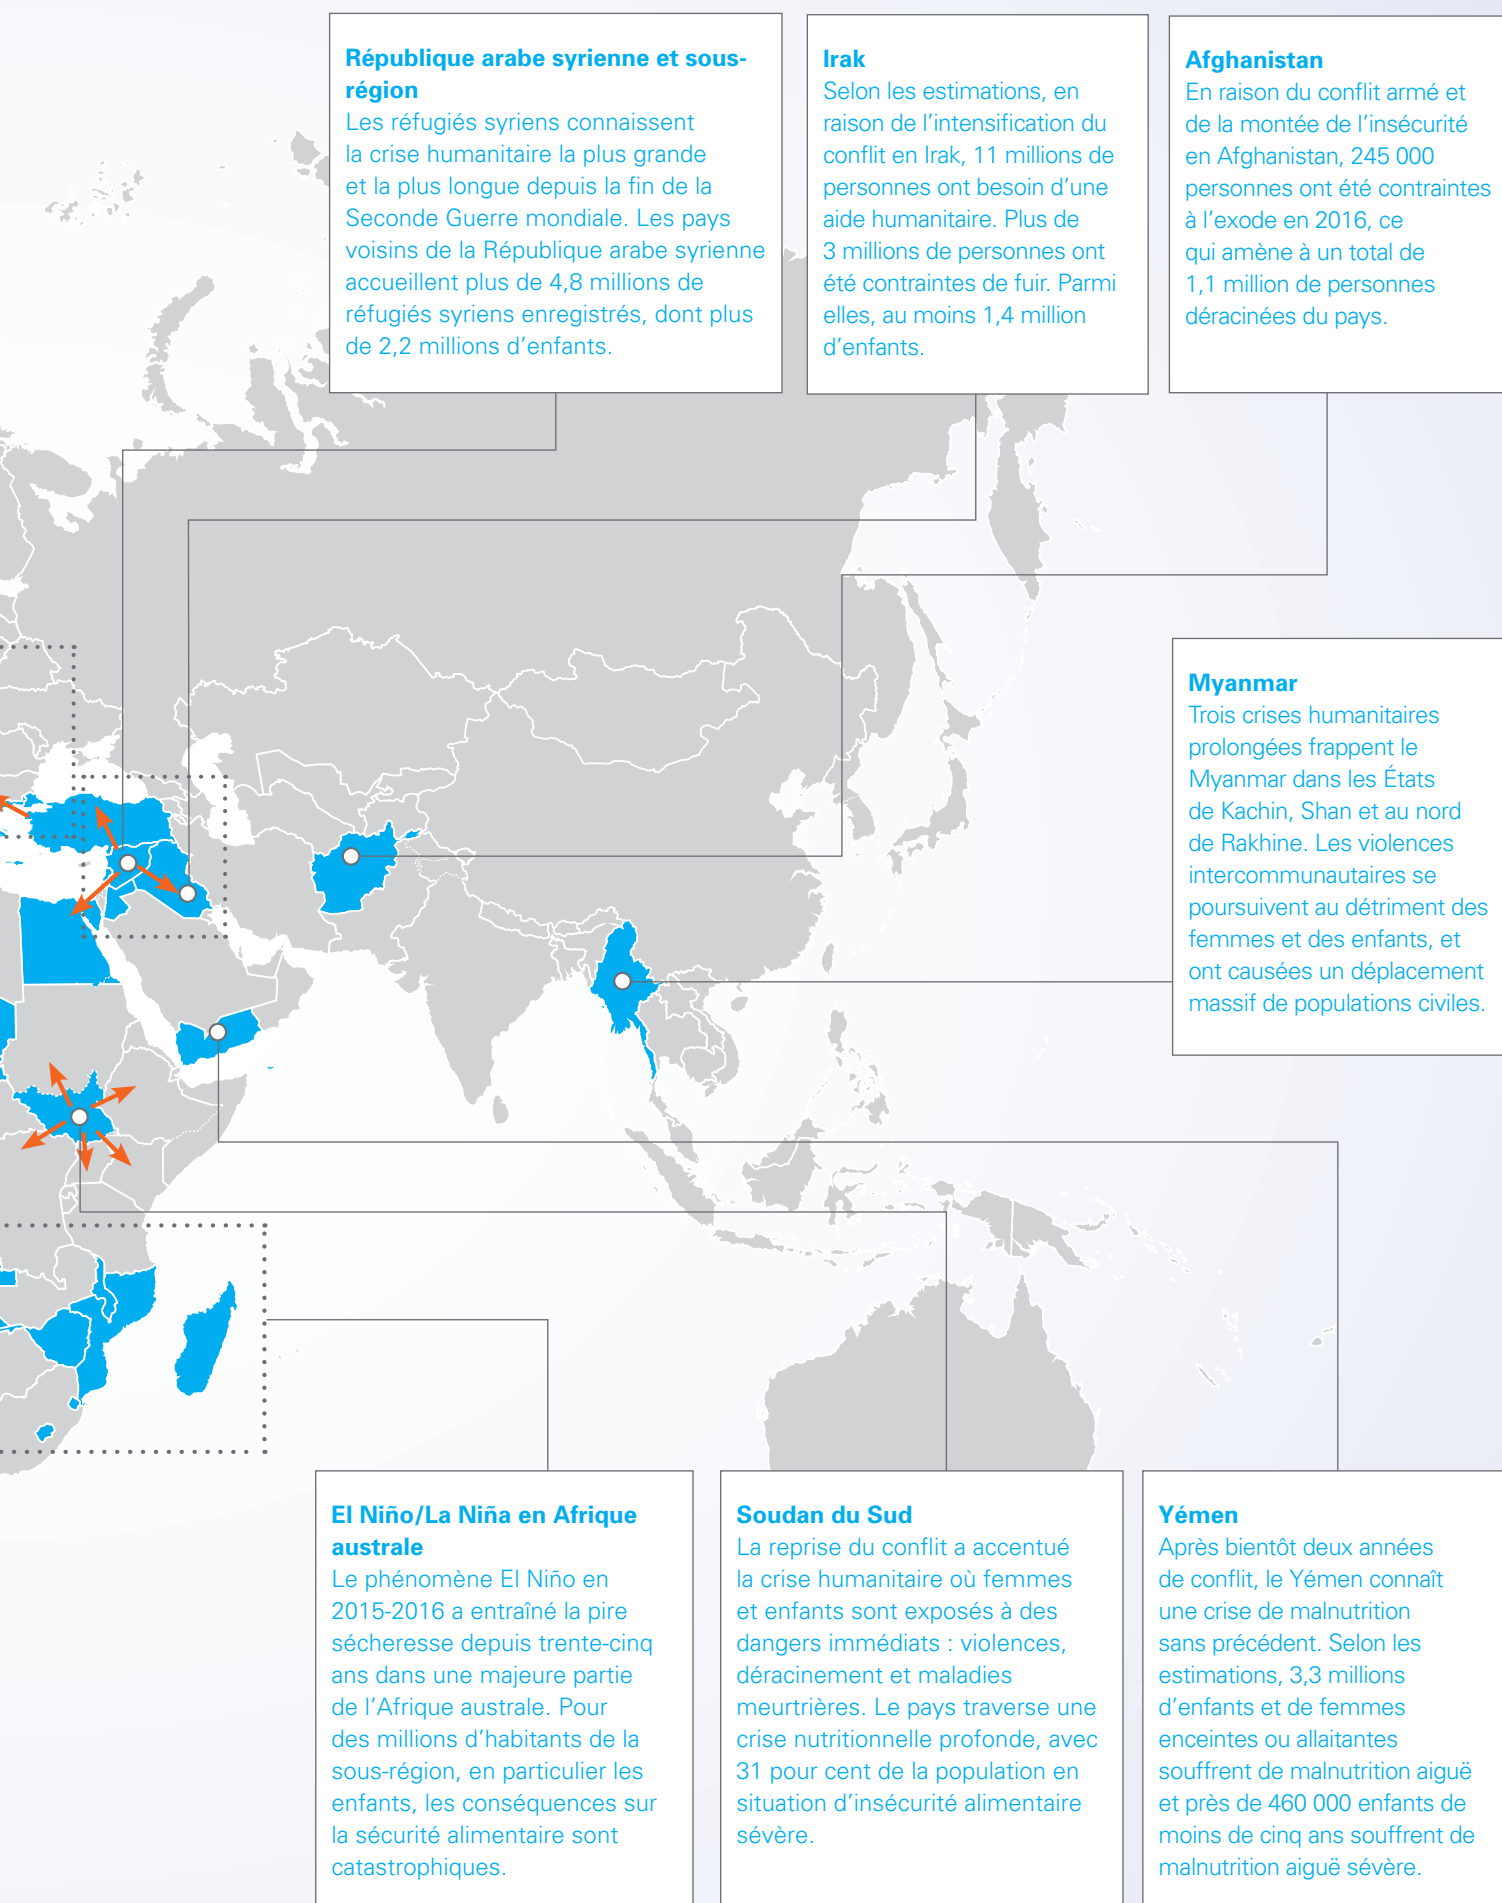 République arabe syrienne et sous-
région
Les réfugiés syriens connaissent
la crise humanitaire la plus grande
et la plus longue depuis la fin de la
Seconde Guerre mondiale. Les pays
voisins de la République arabe syrienne
accueillent plus de 4,8 millions de
réfugiés syriens enregistrés, dont plus
de 2,2 millions d’enfants.
Irak
Selon les estimations, en
raison de l’intensification du
conflit en Irak, 11 millions de
personnes ont besoin d’une
aide humanitaire. Plus de
3 millions de personnes ont
été contraintes de fuir. Parmi
elles, au moins 1,4 million
d’enfants.
Afghanistan
En raison du conflit armé et
de la montée de l’insécurité
en Afghanistan, 245 000
personnes ont été contraintes
à l’exode en 2016, ce
qui amène à un total de
1,1 million de personnes
déracinées du pays.
Myanmar
Trois crises humanitaires
prolongées frappent le
Myanmar dans les États
de Kachin, Shan et au nord
de Rakhine. Les violences
intercommunautaires se
poursuivent au détriment des
femmes et des enfants, et
ont causées un déplacement
massif de populations civiles.
El Niño/La Niña en Afrique
australe
Le phénomène El Niño en
2015-2016 a entraîné la pire
sécheresse depuis trente-cinq
ans dans une majeure partie
de l’Afrique australe. Pour
des millions d’habitants de la
sous-région, en particulier les
enfants, les conséquences sur
la sécurité alimentaire sont
catastrophiques.
Soudan du Sud
La reprise du conflit a accentué
la crise humanitaire où femmes
et enfants sont exposés à des
dangers immédiats : violences,
déracinement et maladies
meurtrières. Le pays traverse une
crise nutritionnelle profonde, avec
31 pour cent de la population en
situation d’insécurité alimentaire
sévère.
Yémen
Après bientôt deux années
de conflit, le Yémen connaît
une crise de malnutrition
sans précédent. Selon les
estimations, 3,3 millions
d’enfants et de femmes
enceintes ou allaitantes
souffrent de malnutrition aiguë
et près de 460 000 enfants de
moins de cinq ans souffrent de
malnutrition aiguë sévère.